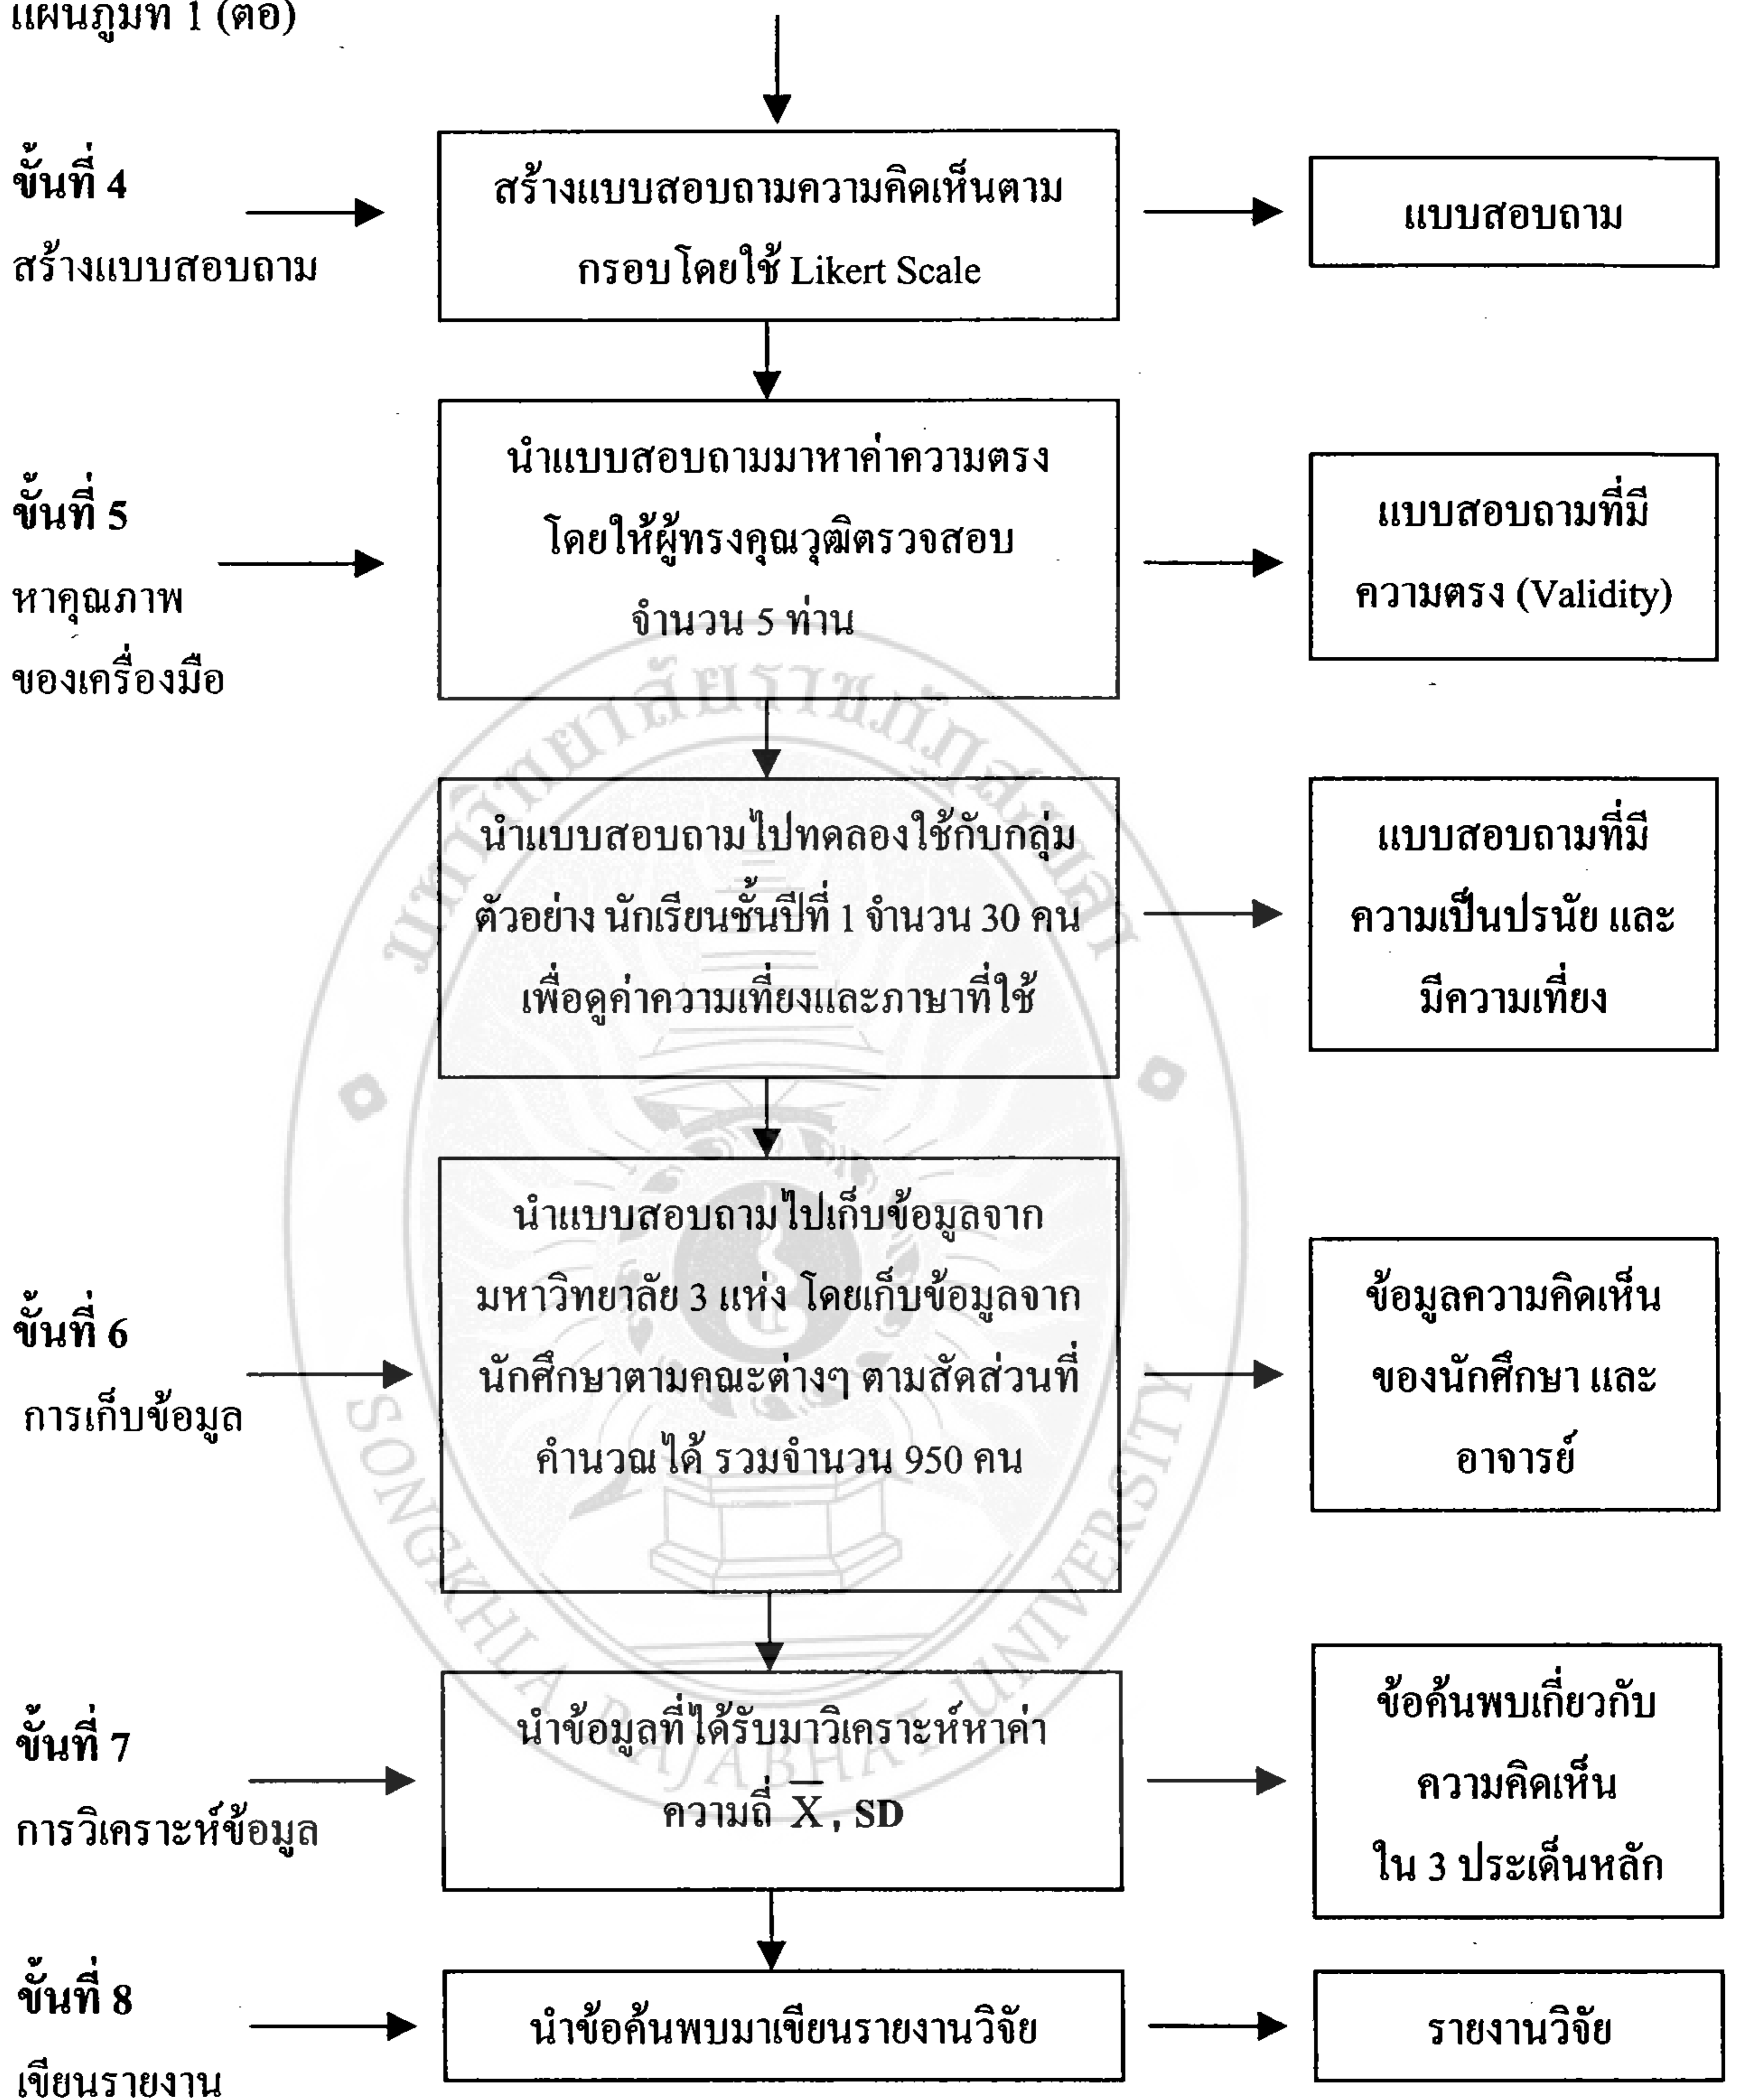 แผนภูมิที่ 1 (ต่อ)
ขั้นที่ 4
สร้างแบบสอบถาม
สร้างแบบสอบถามความคิดเห็นตาม
กรอบโดยใช้ Likert Scale
แบบสอบถาม
ขั้นที่ 5
หาคุณภาพ
ของเครื่องมือ
นำแบบสอบถามมาหาค่าความตรง
โดยให้ผู้ทรงคุณวุฒิตรวจสอบ
จำนวน 5 ท่าน
แบบสอบถามที่มี
ความตรง (Validity)
นำแบบสอบถามไปทดลองใช้กับกลุ่ม
ตัวอย่าง นักเรียนชั้นปีที่ 1 จำนวน 30 คน
เพื่อดูค่าความเที่ยงและภาษาที่ใช้
แบบสอบถามที่มี
ความเป็นปรนัย และ
มีความเที่ยง
ขั้นที่ 6
การเก็บข้อมูล
นำแบบสอบถามไปเก็บข้อมูลจาก
มหาวิทยาลัย 3 แห่ง โดยเก็บข้อมูลจาก
นักศึกษาตามคณะต่างๆ ตามสัดส่วนที่
คำนวณได้ รวมจำนวน 950 คน
ข้อมูลความคิดเห็น
ของนักศึกษา และ
อาจารย์
ขั้นที่ 7
การวิเคราะห์ข้อมูล
นำข้อมูลที่ได้รับมาวิเคราะห์หาค่า
ความถี่ X̄ , SD
ข้อค้นพบเกี่ยวกับ
ความคิดเห็น
ใน 3 ประเด็นหลัก
ขั้นที่ 8
เขียนรายงาน
นำข้อค้นพบมาเขียนรายงานวิจัย
รายงานวิจัย
มหาวิทยาลัยราชภัฏสงขลา
SONGKHLA RAJABHAT UNIVERSITY